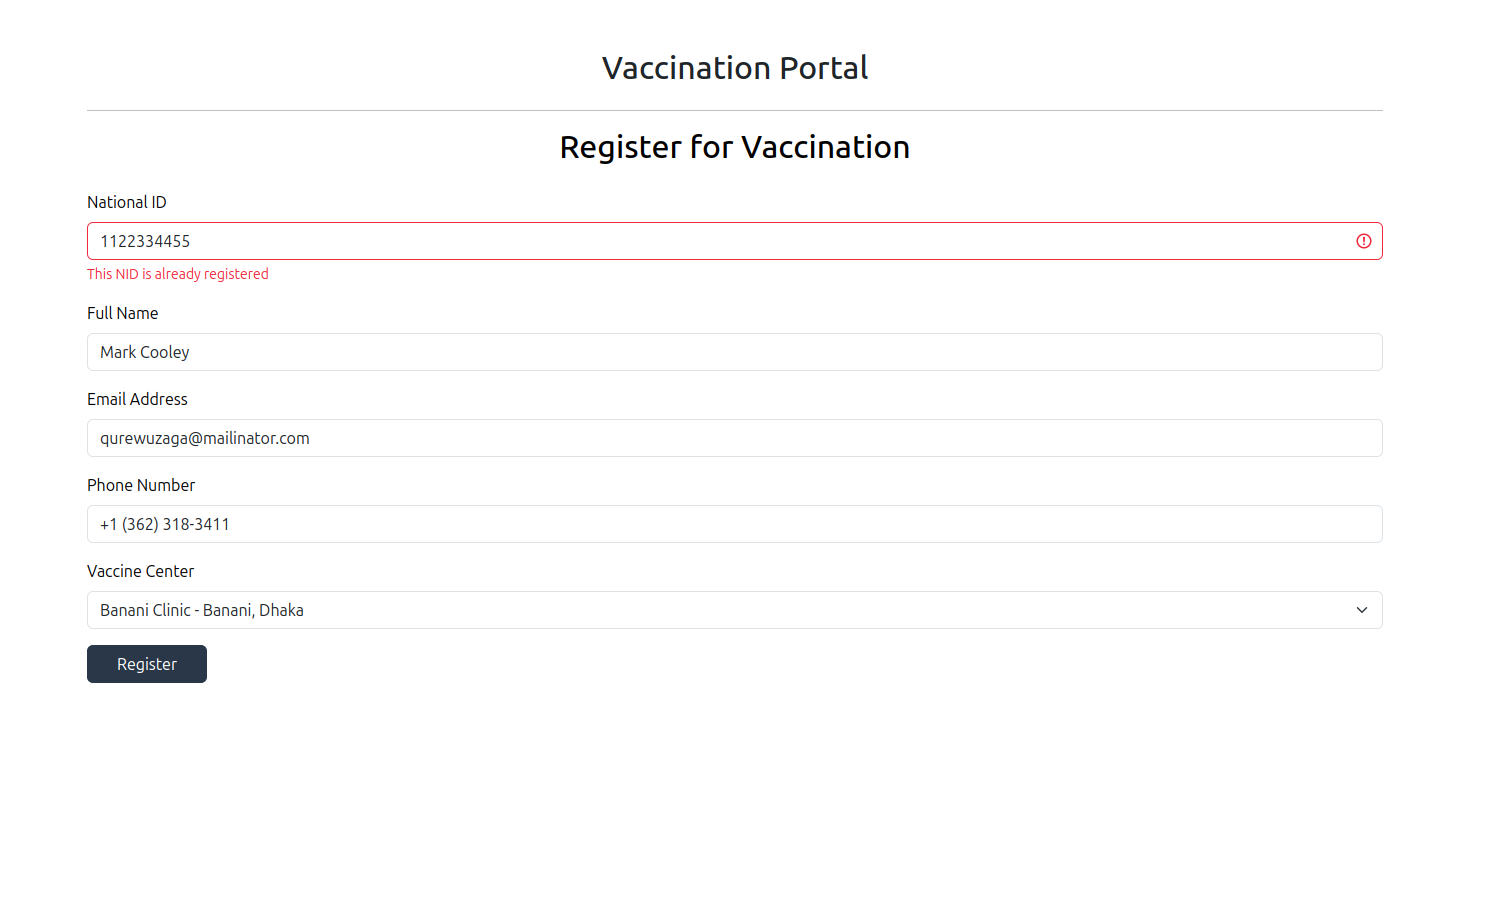 Vaccination Portal
Register for Vaccination
National ID
1122334455
This NID is already registered
Full Name
Mark Cooley
Email Address
qurewuzaga@mailinator.com
Phone Number
+1 (362) 318-3411
Vaccine Center
Banani Clinic - Banani, Dhaka
Register